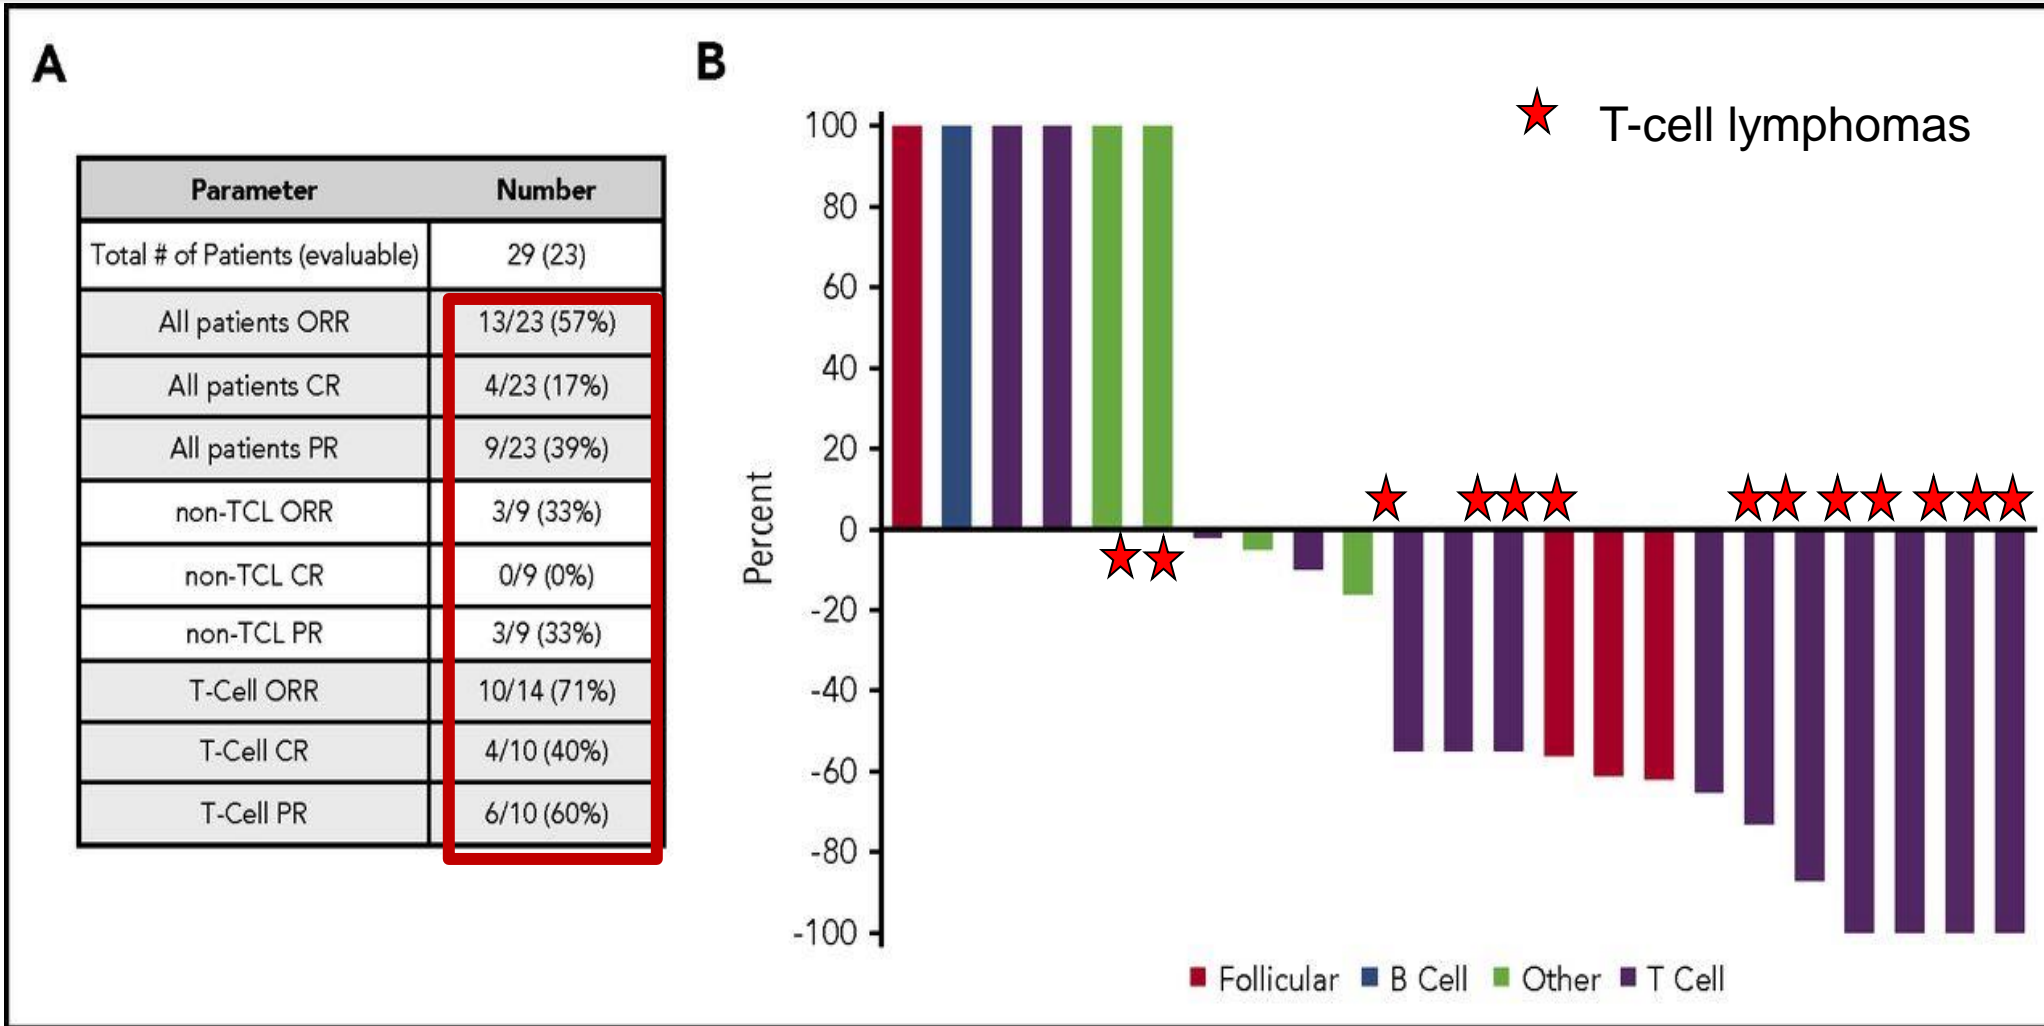 A
Parameter Number
Total # of Patients (evaluable) 29 (23)
All patients ORR 13/23 (57%)
All patients CR 4/23 (17%)
All patients PR 9/23 (39%)
non-TCL ORR 3/9 (33%)
non-TCL CR 0/9 (0%)
non-TCL PR 3/9 (33%)
T-Cell ORR 10/14 (71%)
T-Cell CR 4/10 (40%)
T-Cell PR 6/10 (60%)
B
T-cell lymphomas
Percent
100
80
60
40
20
0
-20
-40
-60
-80
-100
Follicular B Cell Other T Cell